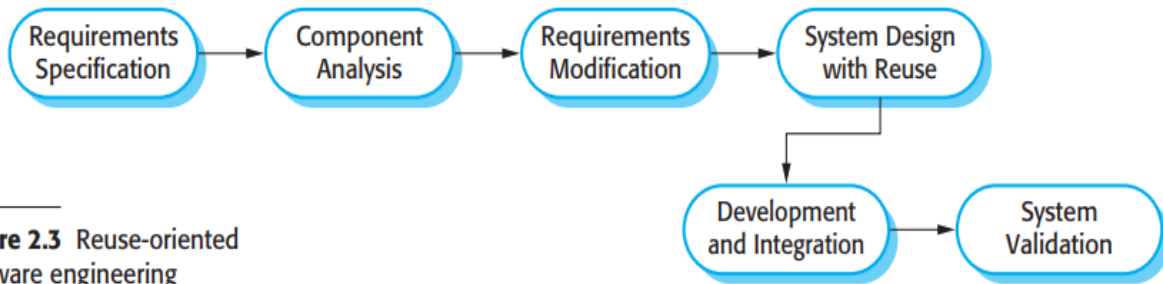 Requirements
Specification
Component
Analysis
Requirements
Modification
System Design
with Reuse
Development
and Integration
System
Validation
re 2.3 Reuse-oriented
ware engineering